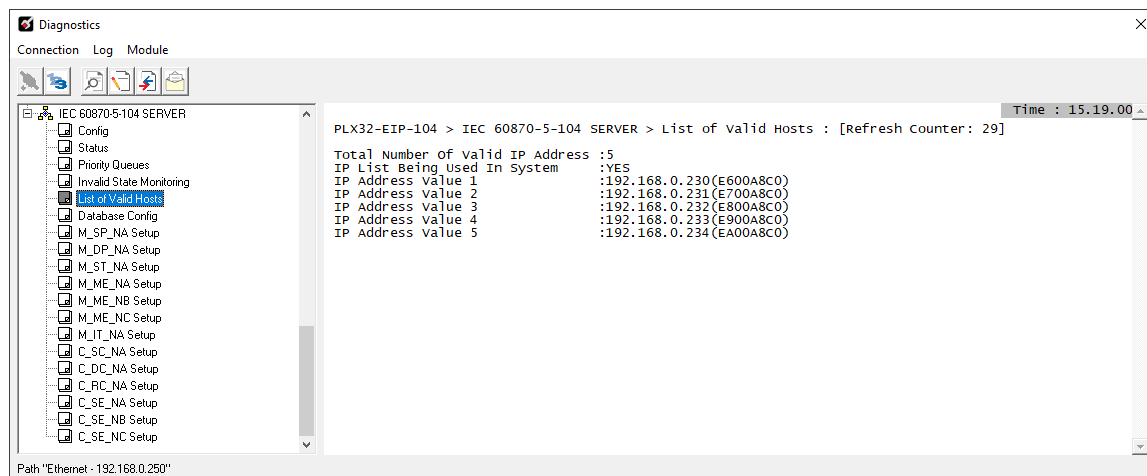 Diagnostics
Connection Log Module
IEC 60870-5-104 SERVER
Config
Status
Priority Queues
Invalid State Monitoring
List of Valid Hosts
Database Config
M_SP_NA Setup
M_DP_NA Setup
M_ST_NA Setup
M_ME_NA Setup
M_ME_NB Setup
M_ME_NC Setup
M_IT_NA Setup
C_SC_NA Setup
C_DC_NA Setup
C_RC_NA Setup
C_SE_NA Setup
C_SE_NB Setup
C_SE_NC Setup
Time : 15.19.00
PLX32-EIP-104 > IEC 60870-5-104 SERVER > List of Valid Hosts : [Refresh Counter: 29]
Total Number Of Valid IP Address :5
IP List Being Used In System :YES
IP Address Value 1 :192.168.0.230(E600A8C0)
IP Address Value 2 :192.168.0.231(E700A8C0)
IP Address Value 3 :192.168.0.232(E800A8C0)
IP Address Value 4 :192.168.0.233(E900A8C0)
IP Address Value 5 :192.168.0.234(EA00A8C0)
Path "Ethernet - 192.168.0.250"